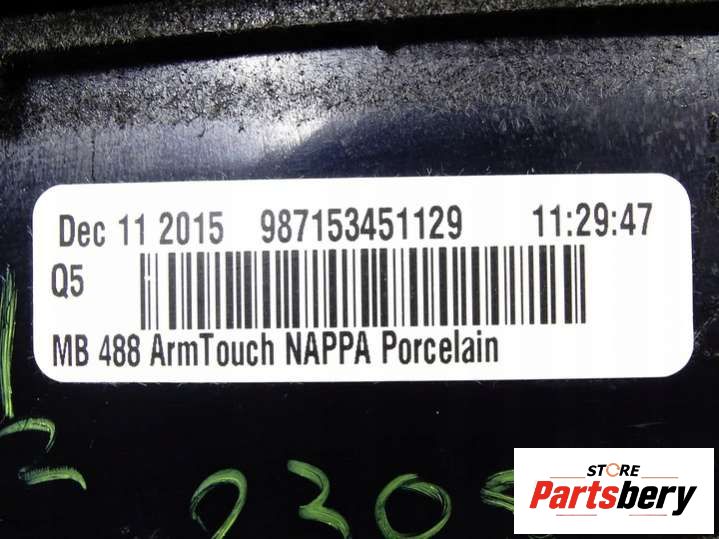 Dec 11 2015 987153451129 11:29:47
Q5
MB 488 ArmTouch NAPPA Porcelain
STORE
Partsbery